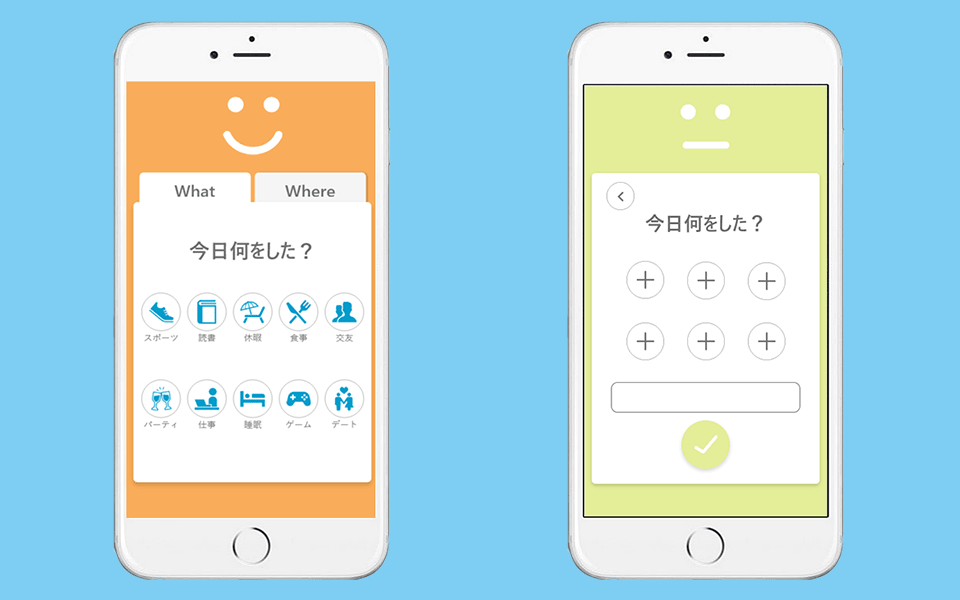 What
Where
今日何をした？
スポーツ
読書
休暇
食事
交友
パーティ
仕事
睡眠
ゲーム
デート
今日何をした？